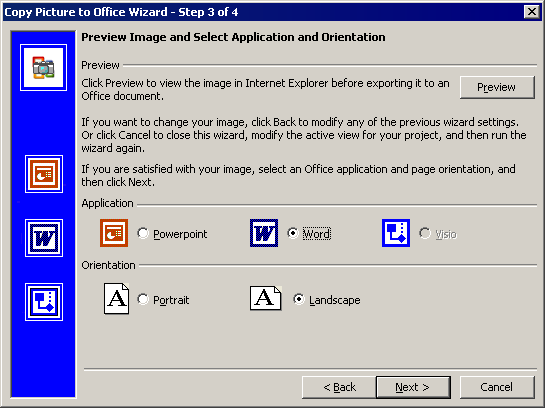 Copy Picture to Office Wizard - Step 3 of 4
Preview Image and Select Application and Orientation
Preview
Click Preview to view the image in Internet Explorer before exporting it to an
Office document.
Preview
If you want to change your image, click Back to modify any of the previous wizard settings.
Or click Cancel to close this wizard, modify the active view for your project, and then run the
wizard again.
If you are satisfied with your image, select an Office application and page orientation, and
then click Next.
Application
Powerpoint
W
Word
Visio
W
Orientation
A
Portrait
A
Landscape
< Back
Next >
Cancel